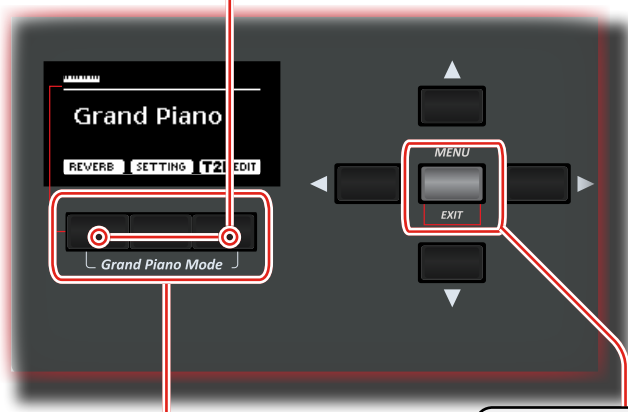 Grand Piano
REVERB SETTING T2 EDIT
Grand Piano Mode
MENU
EXIT